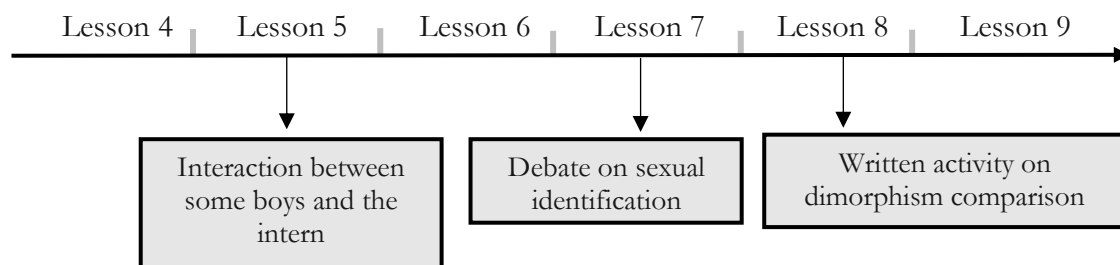 Lesson 4 Lesson 5 Lesson 6 Lesson 7 Lesson 8 Lesson 9
Interaction between
some boys and the
intern
Debate on sexual
identification
Written activity on
dimorphism comparison